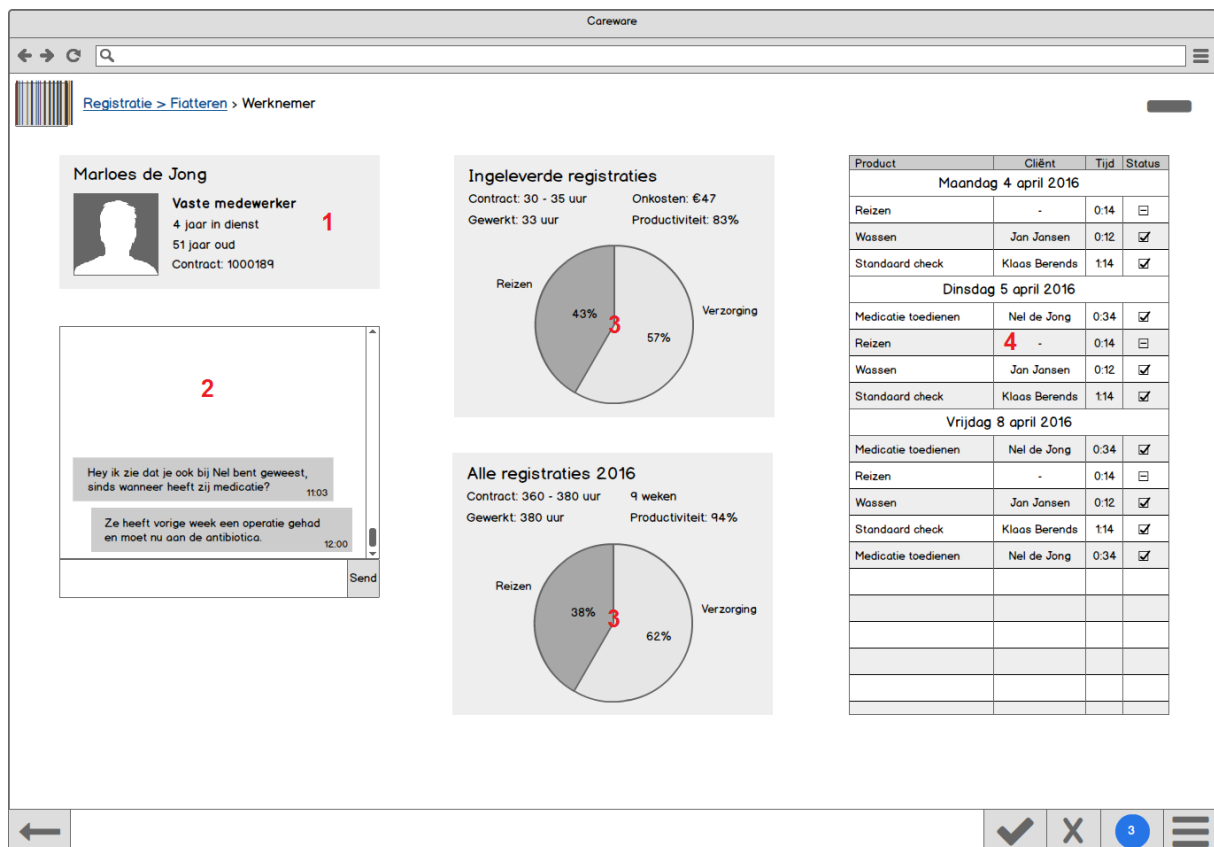 Careware
Registratie > Fiatteren > Werknemer
Marloes de Jong
Vaste medewerker
4 jaar in dienst
51 jaar oud
Contract: 1000189
1
2
Hey ik zie dat je ook bij Nel bent geweest,
sinds wanneer heeft zij medicatie?
11:03
Ze heeft vorige week een operatie gehad
en moet nu aan de antibiotica.
12:00
Send
Ingeleverde registraties
Contract: 30 - 35 uur Onkosten: €47
Gewerkt: 33 uur Productiviteit: 83%
Reizen
43%
3
Verzorging
57%
Alle registraties 2016
Contract: 360 - 380 uur 9 weken
Gewerkt: 380 uur Productiviteit: 94%
Reizen
38%
3
Verzorging
62%
Product Cliënt Tijd Status
Maandag 4 april 2016
Reizen - 0:14
Wassen Jan Jansen 0:12
Standaard check Klaas Berends 1:14
Dinsdag 5 april 2016
Medicatie toedienen Nel de Jong 0:34
Reizen 4 - 0:14
Wassen Jan Jansen 0:12
Standaard check Klaas Berends 1:14
Vrijdag 8 april 2016
Medicatie toedienen Nel de Jong 0:34
Reizen - 0:14
Wassen Jan Jansen 0:12
Standaard check Klaas Berends 1:14
Medicatie toedienen Nel de Jong 0:34
X
3